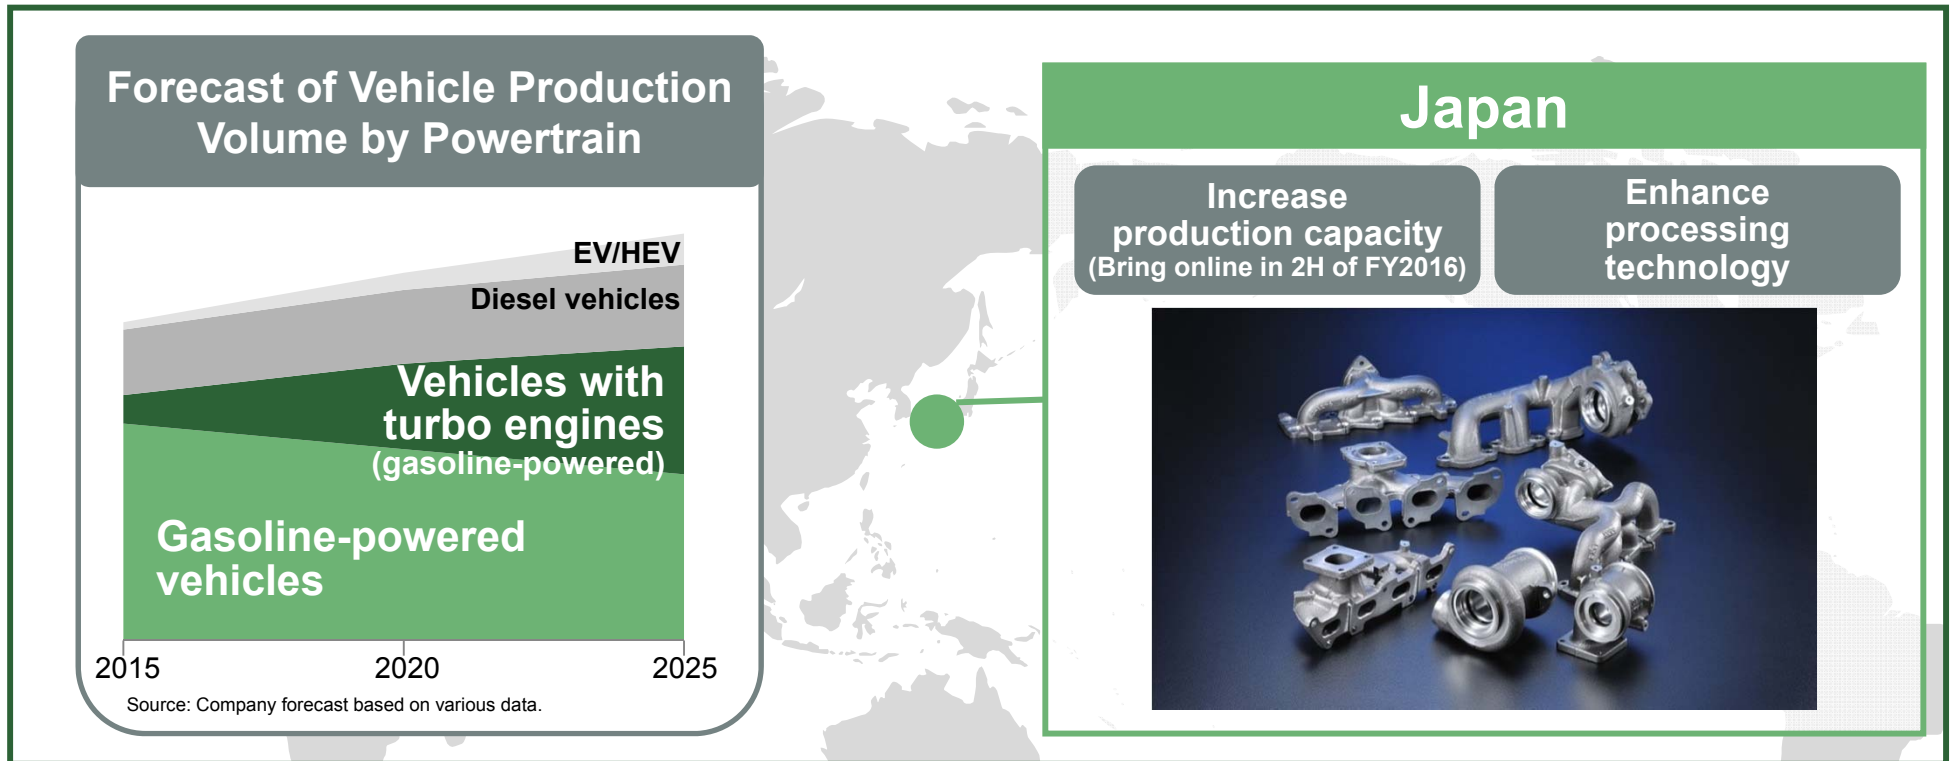 Forecast of Vehicle Production
Volume by Powertrain
EV/HEV
Diesel vehicles
Vehicles with
turbo engines
(gasoline-powered)
Gasoline-powered
vehicles
2015
2020
2025
Source: Company forecast based on various data.
Japan
Increase
production capacity
(Bring online in 2H of FY2016)
Enhance
processing
technology